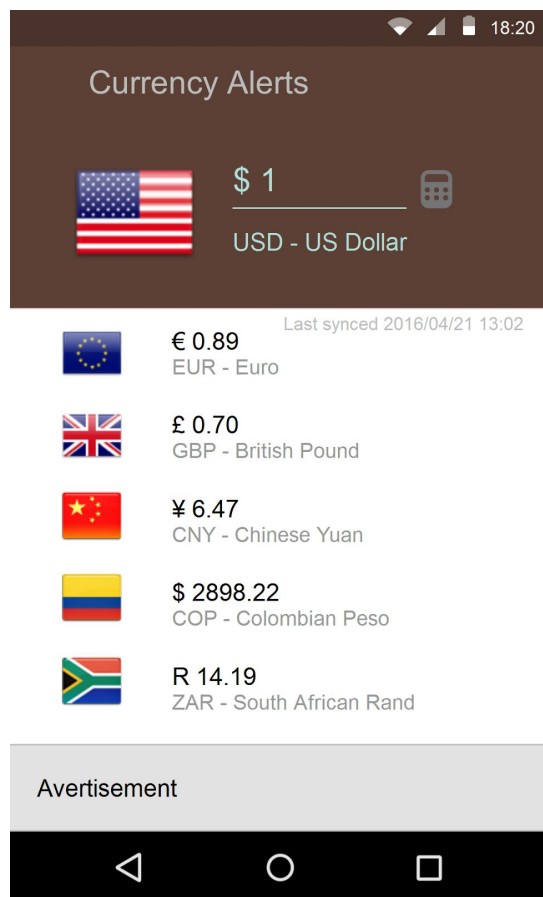 18:20
Currency Alerts
$ 1
USD - US Dollar
Last synced 2016/04/21 13:02
€ 0.89
EUR - Euro
£ 0.70
GBP - British Pound
¥ 6.47
CNY - Chinese Yuan
$ 2898.22
COP - Colombian Peso
R 14.19
ZAR - South African Rand
Avertisement